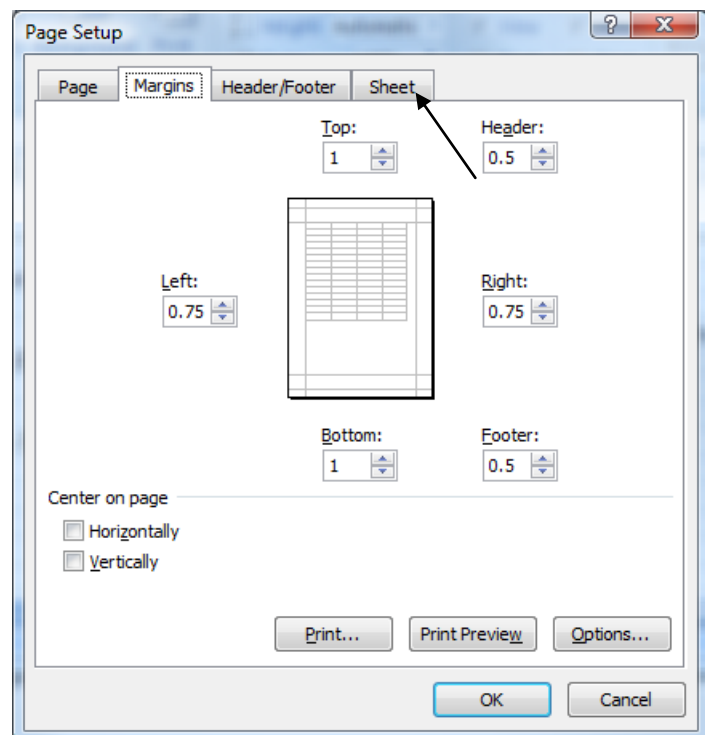 Page Setup
Page Margins Header/Footer Sheet
Top: Header:
1 0.5
Left: Right:
0.75 0.75
Bottom: Footer:
1 0.5
Center on page
Horizontally
Vertically
Print... Print Preview Options...
OK Cancel